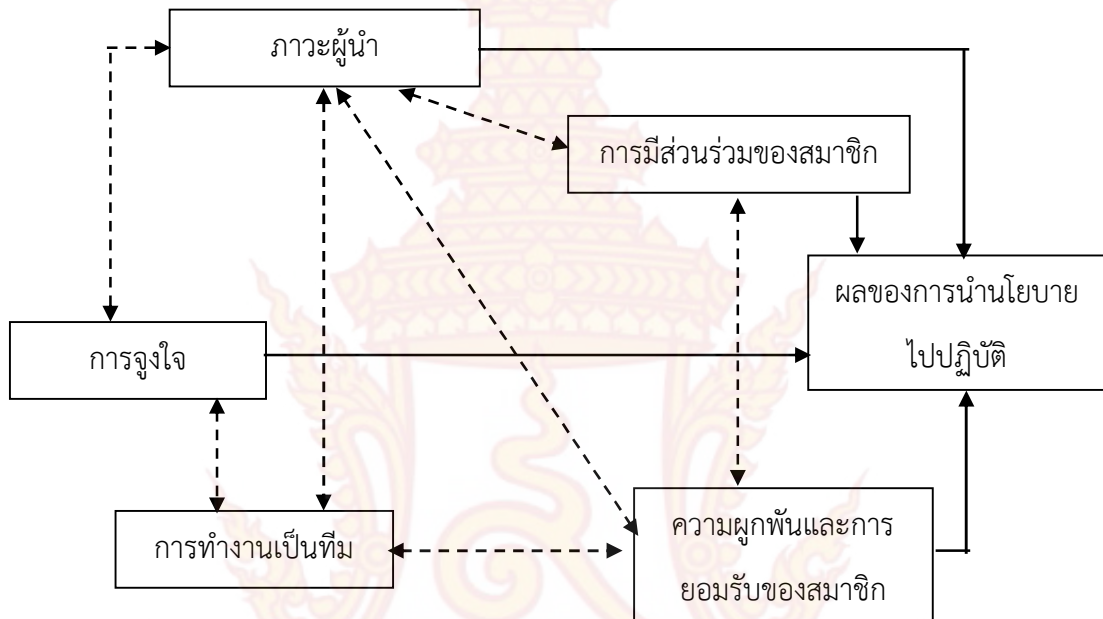 ภาวะผู้นำ
การมีส่วนร่วมของสมาชิก
ผลของการนำนโยบาย
ไปปฏิบัติ
การจูงใจ
การทำงานเป็นทีม
ความผูกพันและการ
ยอมรับของสมาชิก